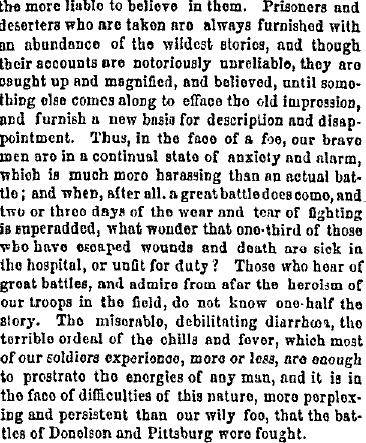 the more liable to believe in them. Prisoners and
deserters who are taken are always furnished with
an abundance of the wildest stories, and though
their accounts are notoriously unreliable, they are
caught up and magnified, and believed, until some-
thing else comes along to efface the old impression,
and furnish a new basis for description and disap-
pointment. Thus, in the face of a foe, our brave
men are in a continual state of anxiety and alarm,
which is much more harassing than an actual bat-
tle; and when, after all. a great battle does come, and
two or three days of the wear and tear of fighting
is superadded, what wonder that one-third of those
who have escaped wounds and death are sick in
the hospital, or unfit for duty? Those who hear of
great battles, and admire from afar the heroism of
our troops in the field, do not know one-half the
story. The miserable, debilitating diarrhœa, the
terrible ordeal of the chills and fever, which most
of our soldiers experience, more or less, are enough
to prostrate the energies of any man, and it is in
the face of difficulties of this nature, more perplex-
ing and persistent than our wily foe, that the bat-
tles of Donelson and Pittsburg were fought.